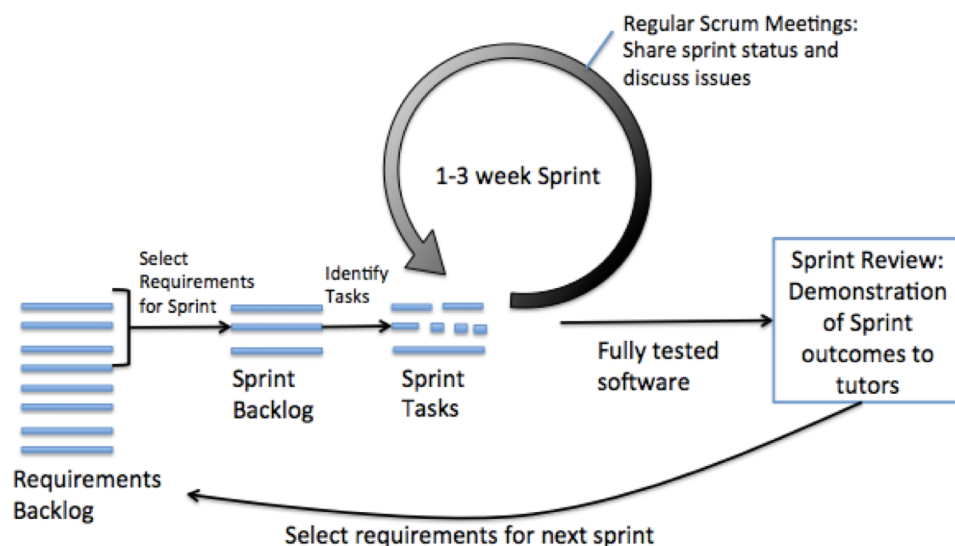 Regular Scrum Meetings:
Share sprint status and
discuss issues
1-3 week Sprint
Select
Requirements
for Sprint
Identify
Tasks
Sprint Review:
Demonstration
of Sprint
outcomes to
tutors
Fully tested
software
Sprint
Backlog
Sprint
Tasks
Requirements
Backlog
Select requirements for next sprint